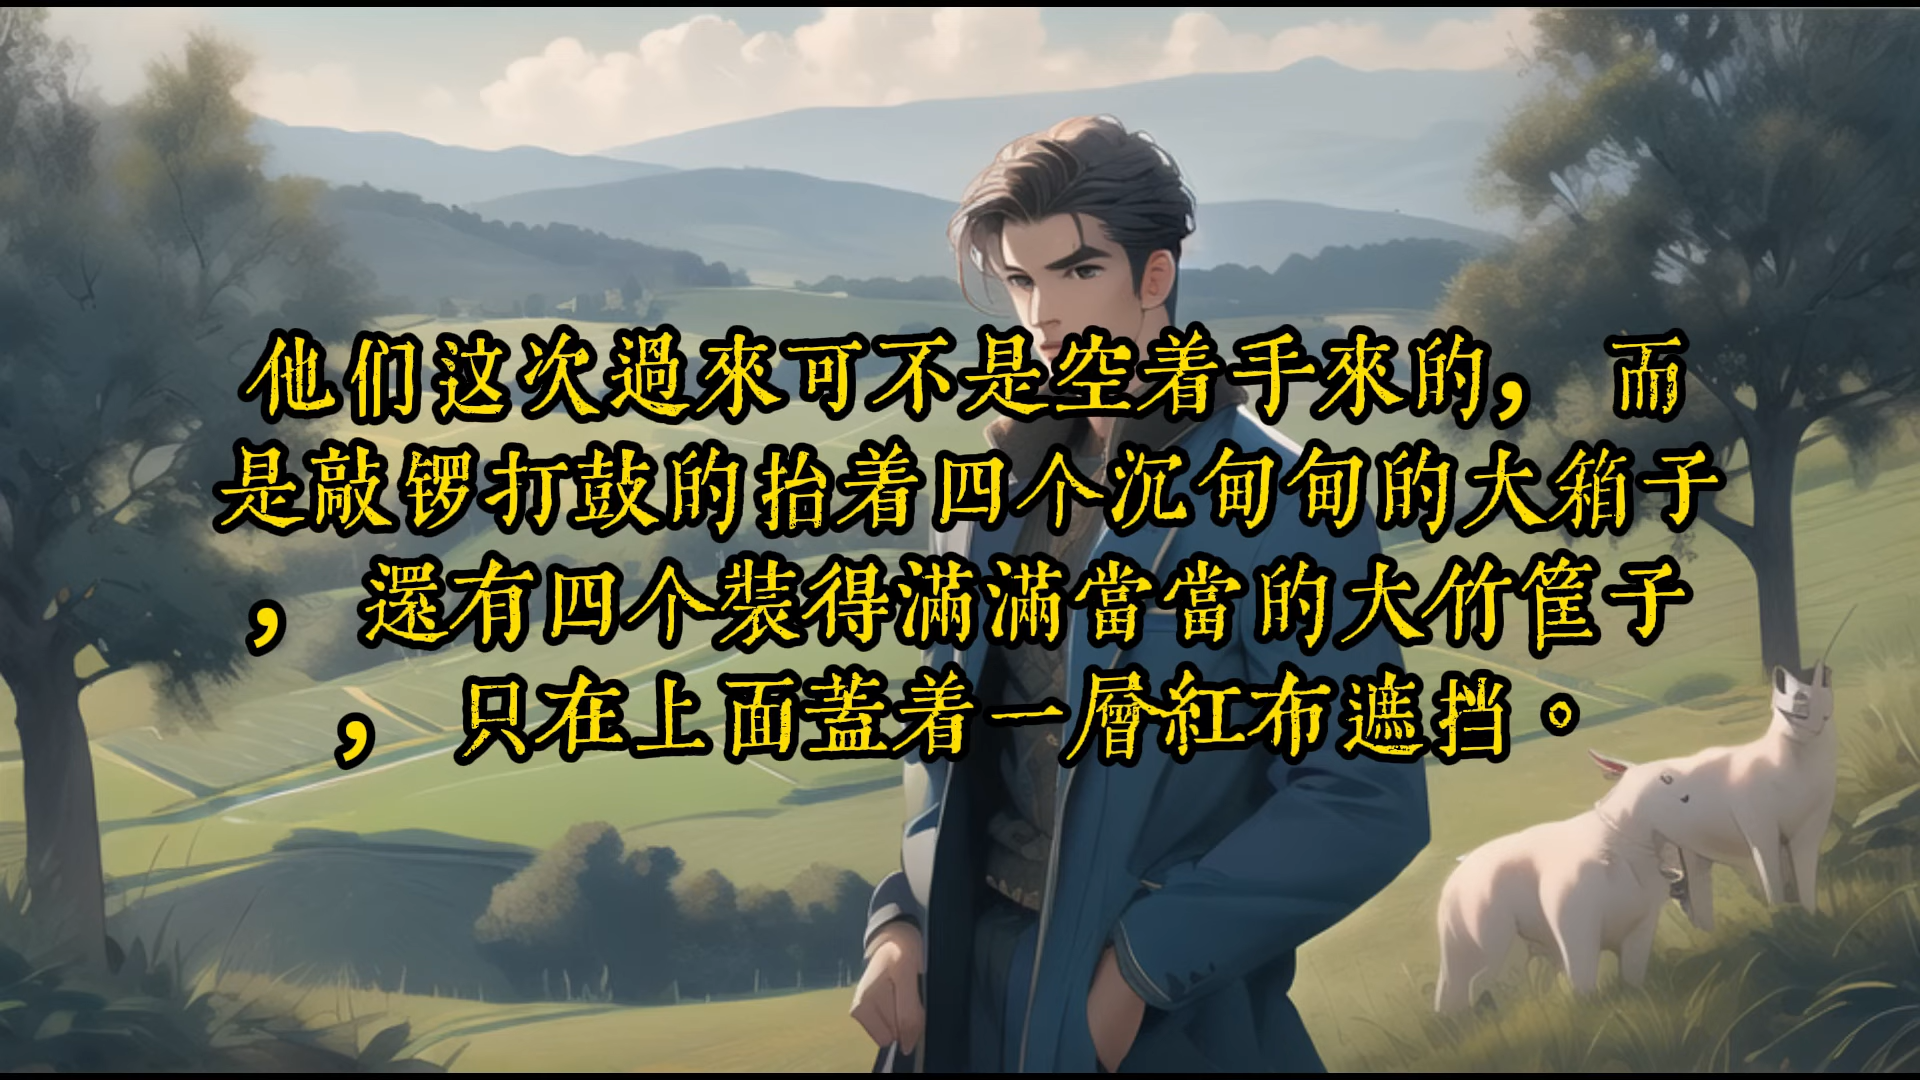 他们这次過來可不是空着手來的， 而
是敲锣打鼓的抬着四个沉甸甸的大箱子
， 還有四个裝得滿滿當當的大竹筐子
， 只在上面蓋着一層紅布遮挡。